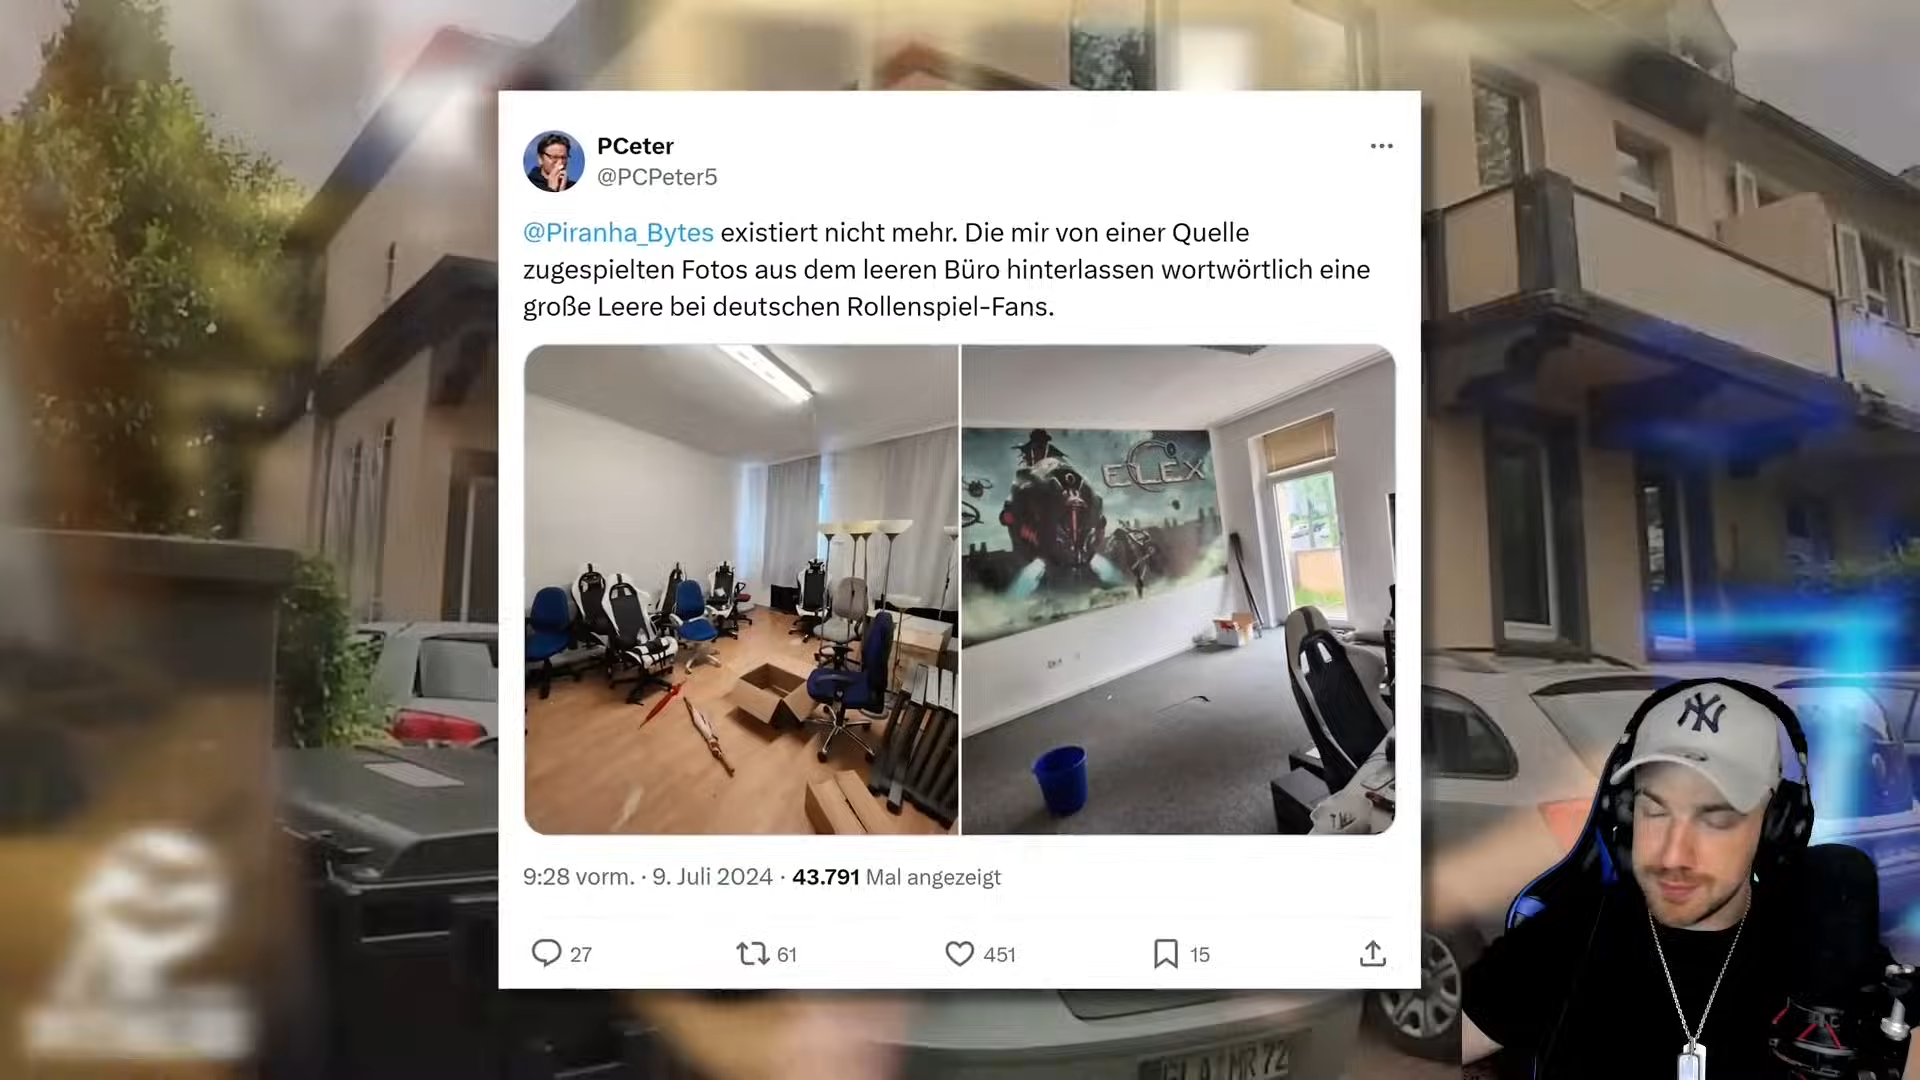 PCeter
@PCPeter5
@Piranha_Bytes existiert nicht mehr. Die mir von einer Quelle
zugespielten Fotos aus dem leeren Büro hinterlassen wortwörtlich eine
große Leere bei deutschen Rollenspiel-Fans.
ELEX
9:28 vorm. · 9. Juli 2024 · 43.791 Mal angezeigt
27
61
451
15
NY